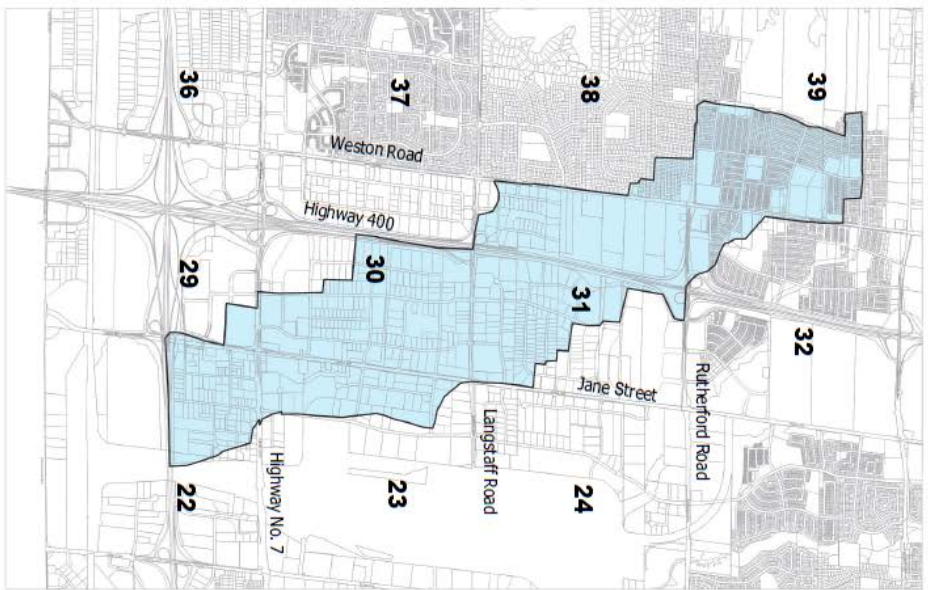 39
38
37
36
Weston Road
Highway 400
32
31
30
29
Jane Street
Rutherford Road
Langstaff Road
Highway No. 7
24
23
22